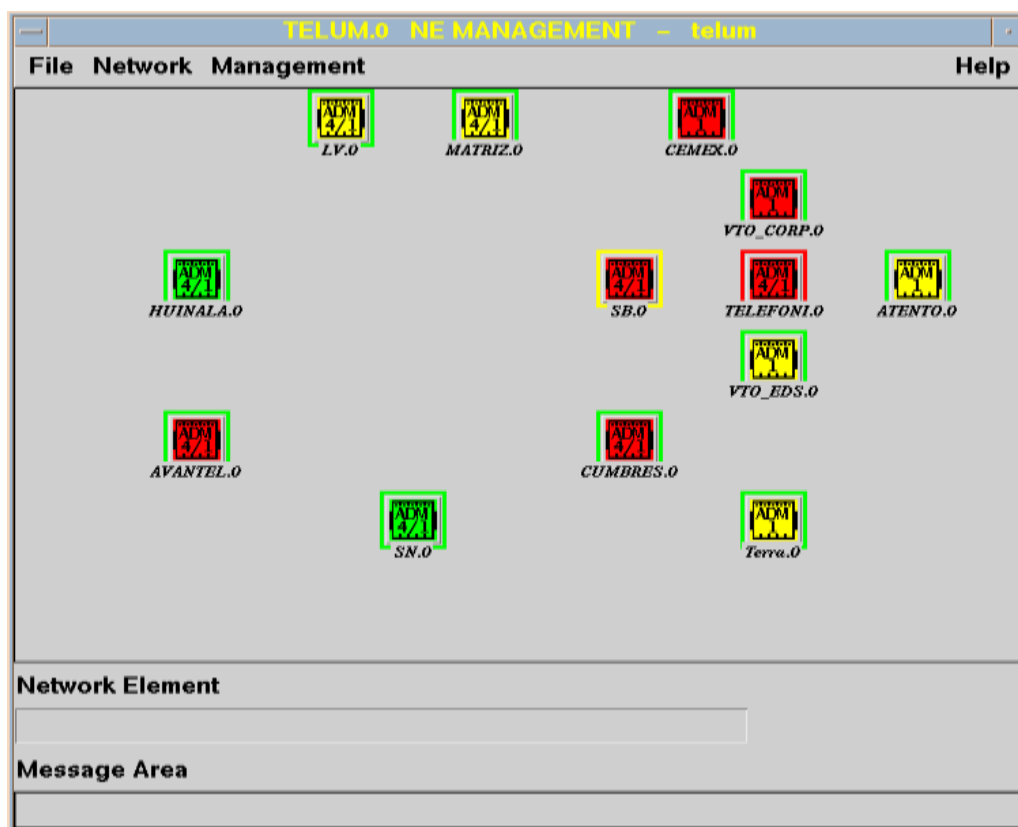 TELUM.0 NE MANAGEMENT – telum
File Network Management Help
ADM 4/1
LV.0
ADM 4/1
MATRIZ.0
ADM 1
CEMEX.0
ADM 1
VTO_CORP.0
ADM 4/1
HUINALA.0
ADM 4/1
SB.0
ADM 4/1
TELEFONI.0
ADM 1
ATENTO.0
ADM 1
VTO_EDS.0
ADM 4/1
AVANTEL.0
ADM 4/1
CUMBRES.0
ADM 4/1
SN.0
ADM 1
Terra.0
Network Element
Message Area